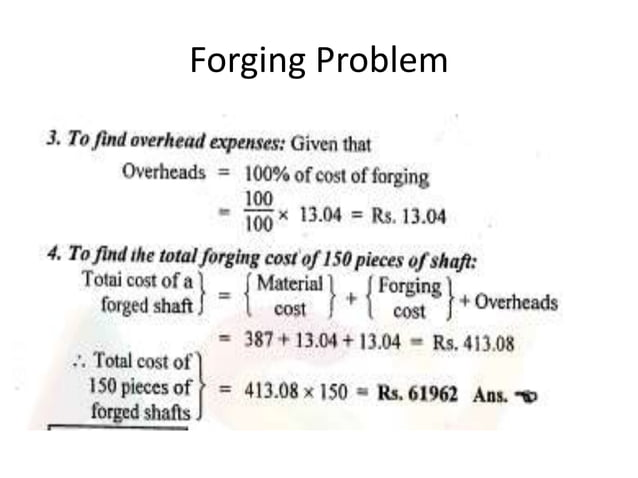 Forging Problem
3. To find overhead expenses: Given that
Overheads = 100% of cost of forging
= 100/100 × 13.04 = Rs. 13.04
4. To find the total forging cost of 150 pieces of shaft:
Totai cost of a forged shaft } = { Material cost } + { Forging cost } + Overheads
= 387 + 13.04 + 13.04 = Rs. 413.08
∴ Total cost of 150 pieces of forged shafts } = 413.08 × 150 = Rs. 61962 Ans.